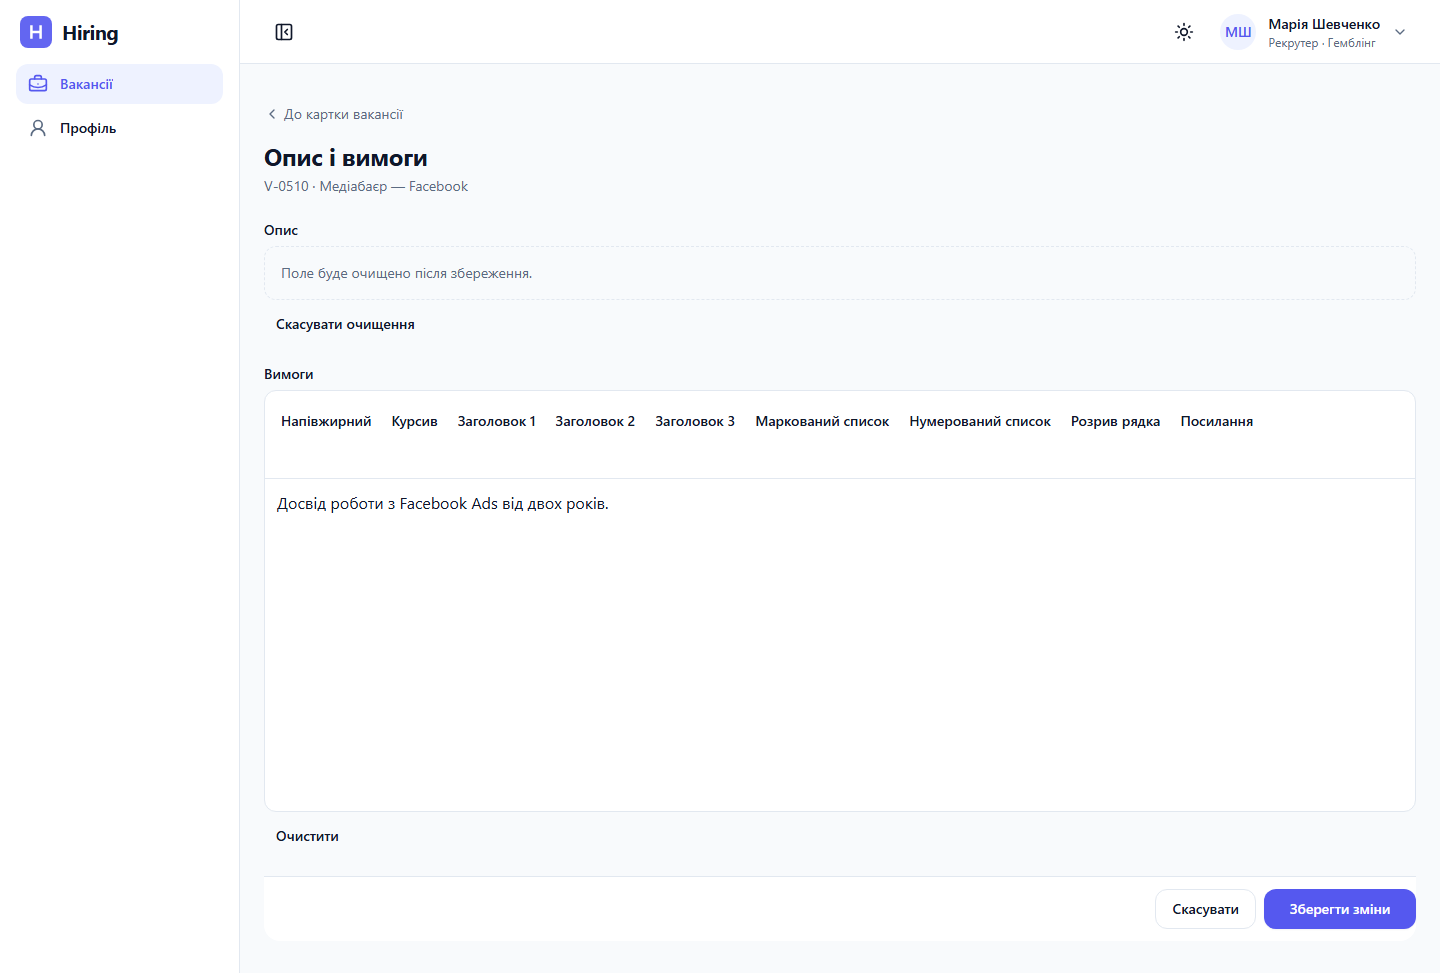 H Hiring
Вакансії
Профіль
МШ
Марія Шевченко
Рекрутер · Гемблінг
До картки вакансії
Опис і вимоги
V-0510 · Медіабаєр — Facebook
Опис
Поле буде очищено після збереження.
Скасувати очищення
Вимоги
Напівжирний Курсив Заголовок 1 Заголовок 2 Заголовок 3 Маркований список Нумерований список Розрив рядка Посилання
Досвід роботи з Facebook Ads від двох років.
Очистити
Скасувати Зберегти зміни